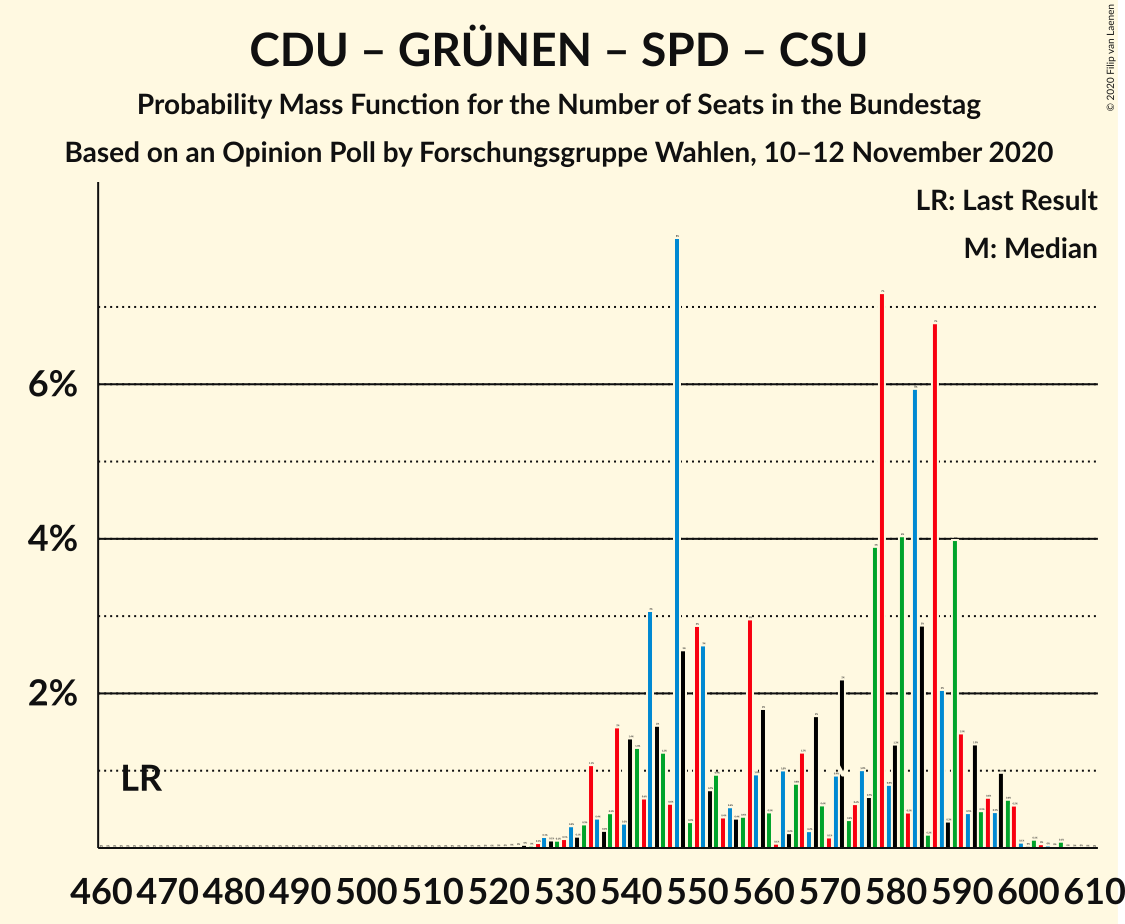 CDU – GRÜNEN – SPD – CSU
Probability Mass Function for the Number of Seats in the Bundestag
Based on an Opinion Poll by Forschungsgruppe Wahlen, 10–12 November 2020
© 2020 Filip van Laenen
LR: Last Result
M: Median
6%
4%
2%
LR
460 470 480 490 500 510 520 530 540 550 560 570 580 590 600 610